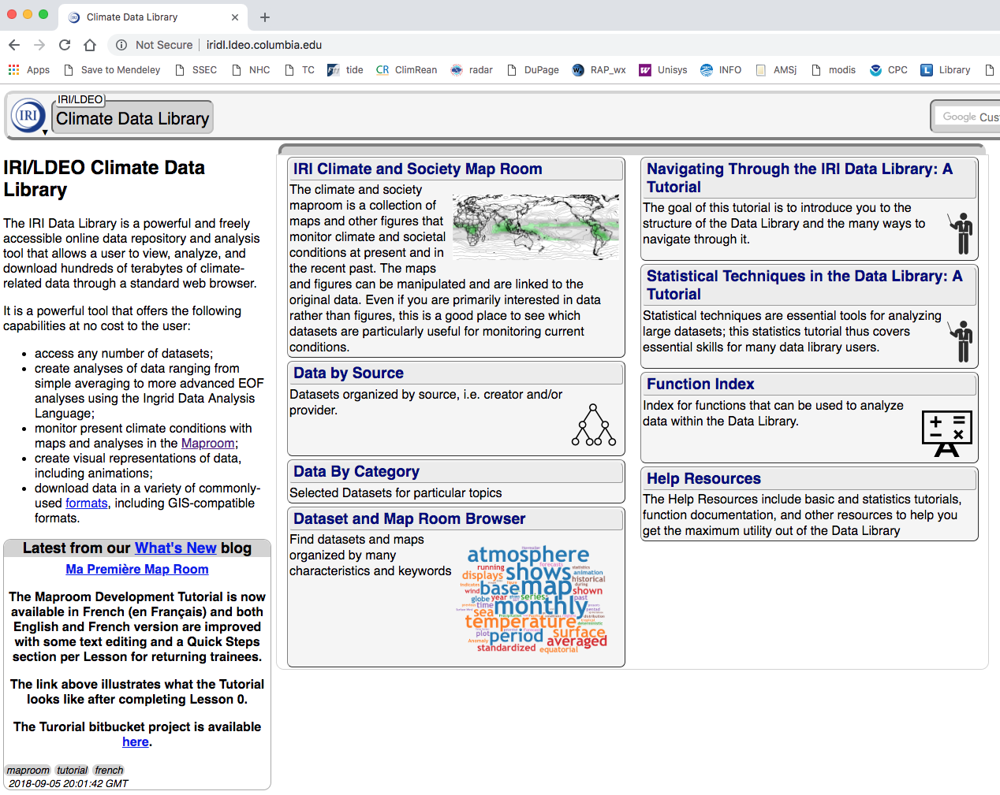 Climate Data Library
Not Secure | iridl.ldeo.columbia.edu
Apps Save to Mendeley SSEC NHC TC tide ClimRean radar DuPage RAP_wx Unisys INFO AMSj modis CPC Library
IRI/LDEO
IRI Climate Data Library
Google Cus
IRI/LDEO Climate Data
Library
The IRI Data Library is a powerful and freely
accessible online data repository and analysis
tool that allows a user to view, analyze, and
download hundreds of terabytes of climate-
related data through a standard web browser.
It is a powerful tool that offers the following
capabilities at no cost to the user:
• access any number of datasets;
• create analyses of data ranging from
simple averaging to more advanced EOF
analyses using the Ingrid Data Analysis
Language;
• monitor present climate conditions with
maps and analyses in the Maproom;
• create visual representations of data,
including animations;
• download data in a variety of commonly-
used formats, including GIS-compatible
formats.
Latest from our What's New blog
Ma Première Map Room
The Maproom Development Tutorial is now
available in French (en Français) and both
English and French version are improved
with some text editing and a Quick Steps
section per Lesson for returning trainees.
The link above illustrates what the Tutorial
looks like after completing Lesson 0.
The Turorial bitbucket project is available
here.
maproom tutorial french
2018-09-05 20:01:42 GMT
IRI Climate and Society Map Room
The climate and society
maproom is a collection of
maps and other figures that
monitor climate and societal
conditions at present and in
the recent past. The maps
and figures can be manipulated and are linked to the
original data. Even if you are primarily interested in data
rather than figures, this is a good place to see which
datasets are particularly useful for monitoring current
conditions.
Data by Source
Datasets organized by source, i.e. creator and/or
provider.
Data By Category
Selected Datasets for particular topics
Dataset and Map Room Browser
Find datasets and maps
organized by many
characteristics and keywords
atmosphere
running shows forecasts statistics animation
displays historical
Indicates base map during
wind shown
globe year series past
time monthly
sea
temperature
plot period surface
Anomaly averaged
standardized equatorial
distribution
deterministic
Navigating Through the IRI Data Library: A
Tutorial
The goal of this tutorial is to introduce you to the
structure of the Data Library and the many ways to
navigate through it.
Statistical Techniques in the Data Library: A
Tutorial
Statistical techniques are essential tools for analyzing
large datasets; this statistics tutorial thus covers
essential skills for many data library users.
Function Index
Index for functions that can be used to analyze
data within the Data Library.
Help Resources
The Help Resources include basic and statistics tutorials,
function documentation, and other resources to help you
get the maximum utility out of the Data Library